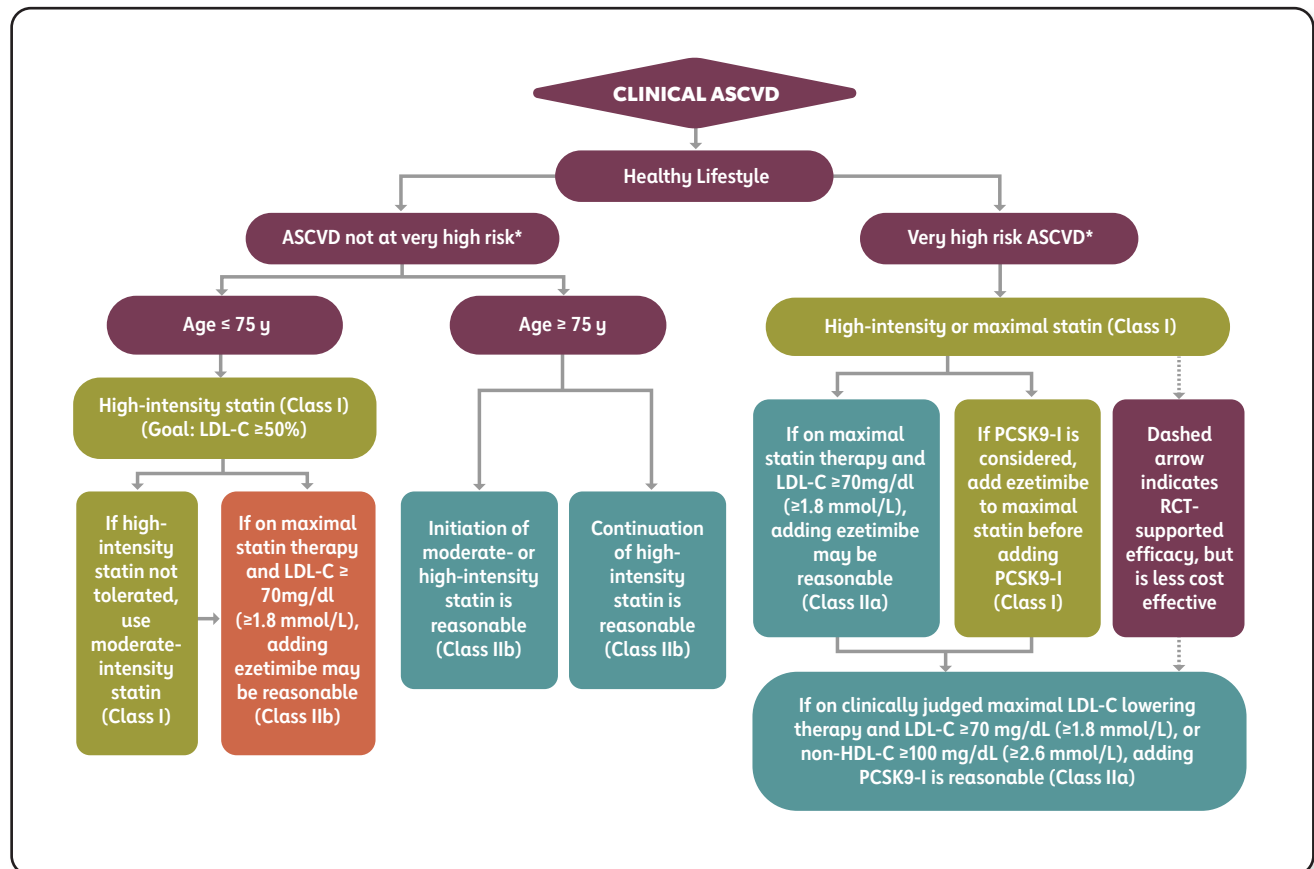 CLINICAL ASCVD
Healthy Lifestyle
ASCVD not at very high risk*
Very high risk ASCVD*
Age ≤ 75 y
Age ≥ 75 y
High-intensity or maximal statin (Class I)
High-intensity statin (Class I)
(Goal: LDL-C ≥50%)
If high-
intensity
statin not
tolerated,
use
moderate-
intensity
statin
(Class I)
If on maximal
statin therapy
and LDL-C ≥
70mg/dl
(≥1.8 mmol/L),
adding
ezetimibe may
be reasonable
(Class IIb)
Initiation of
moderate- or
high-intensity
statin is
reasonable
(Class IIb)
Continuation
of high-
intensity
statin is
reasonable
(Class IIb)
If on maximal
statin therapy and
LDL-C ≥70mg/dl
(≥1.8 mmol/L),
adding ezetimibe
may be
reasonable
(Class IIa)
If PCSK9-I is
considered,
add ezetimibe
to maximal
statin before
adding
PCSK9-I
(Class I)
Dashed
arrow
indicates
RCT-
supported
efficacy, but
is less cost
effective
If on clinically judged maximal LDL-C lowering
therapy and LDL-C ≥70 mg/dL (≥1.8 mmol/L), or
non-HDL-C ≥100 mg/dL (≥2.6 mmol/L), adding
PCSK9-I is reasonable (Class IIa)